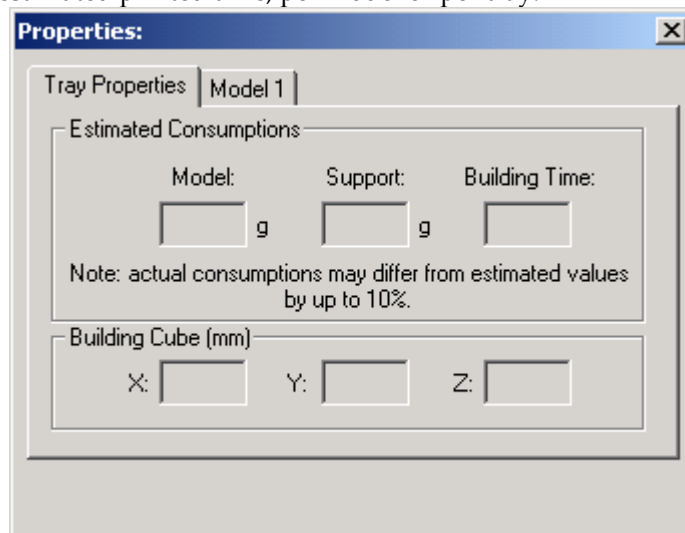 Properties:
Tray Properties Model 1
Estimated Consumptions
Model: Support: Building Time:
g g
Note: actual consumptions may differ from estimated values
by up to 10%.
Building Cube (mm)
X: Y: Z: